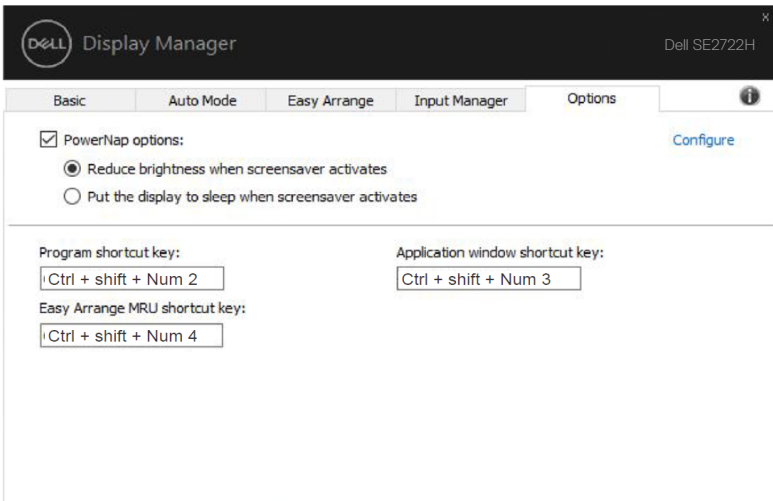 X
DELL Display Manager
Dell SE2722H
Basic Auto Mode Easy Arrange Input Manager Options
PowerNap options: Configure
Reduce brightness when screensaver activates
Put the display to sleep when screensaver activates
Program shortcut key: Application window shortcut key:
Ctrl + shift + Num 2 Ctrl + shift + Num 3
Easy Arrange MRU shortcut key:
Ctrl + shift + Num 4